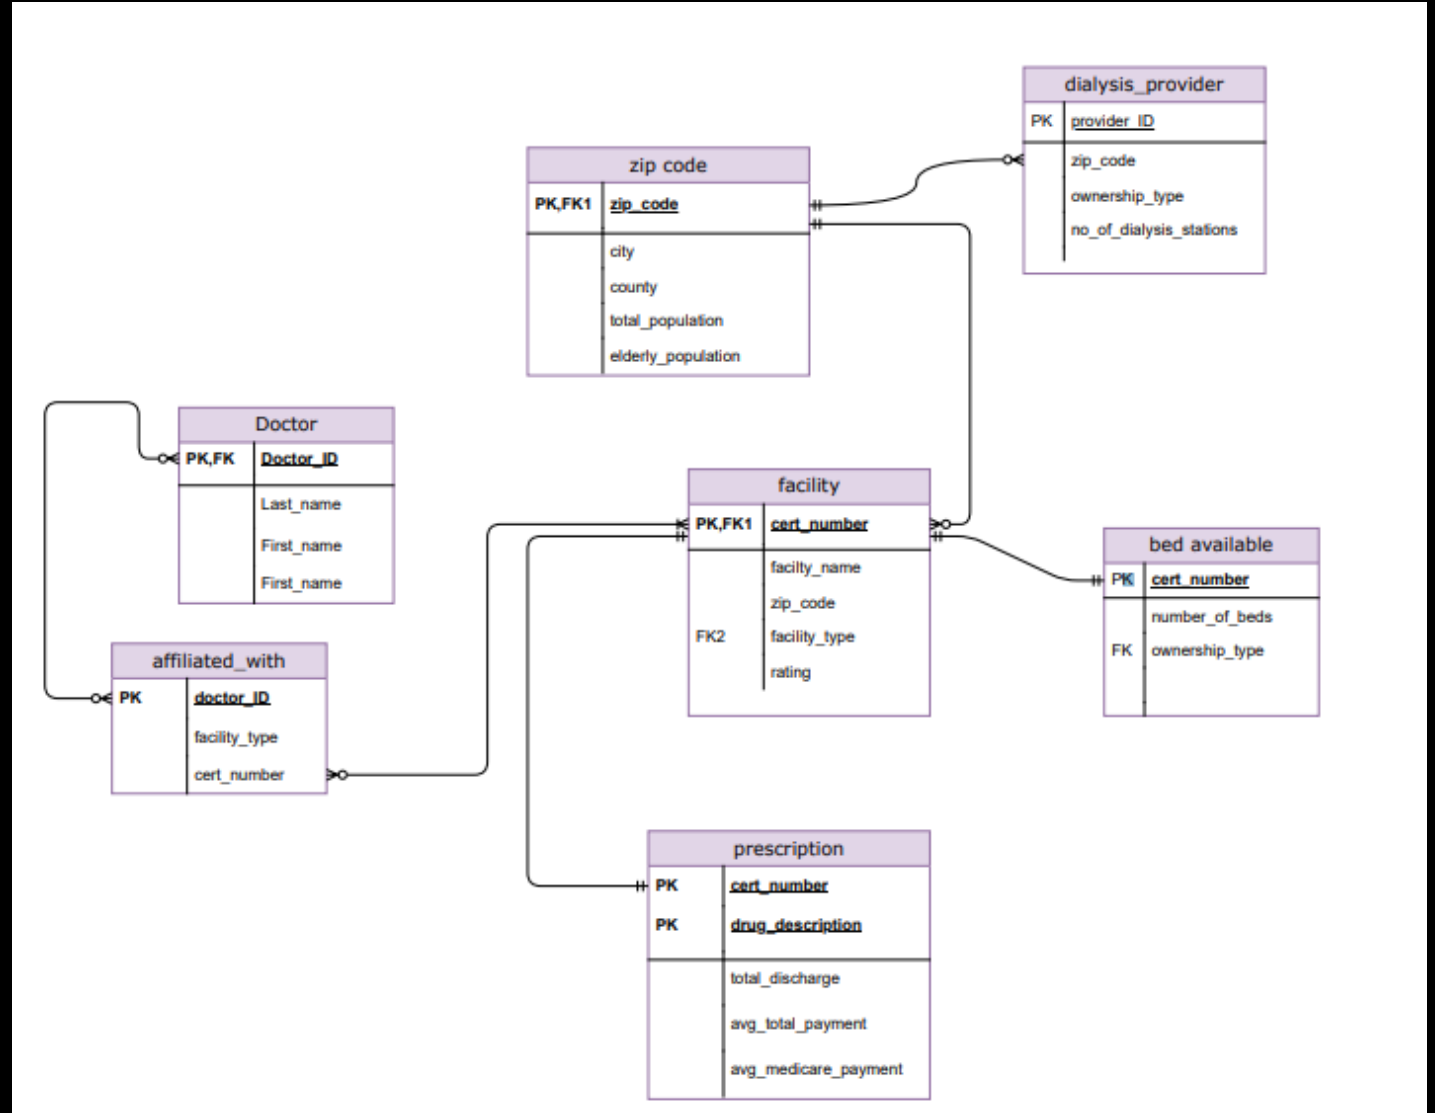 dialysis_provider
PK provider_ID
zip_code
ownership_type
no_of_dialysis_stations
zip code
PK,FK1 zip_code
city
county
total_population
elderly_population
Doctor
PK,FK Doctor_ID
Last_name
First_name
First_name
facility
PK,FK1 cert_number
facilty_name
zip_code
FK2 facility_type
rating
bed available
PK cert_number
number_of_beds
FK ownership_type
affiliated_with
PK doctor_ID
facility_type
cert_number
prescription
PK cert_number
PK drug_description
total_discharge
avg_total_payment
avg_medicare_payment